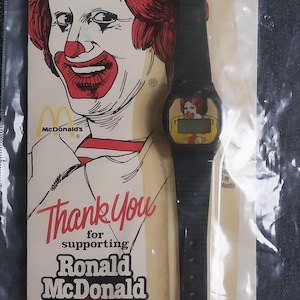 ®
McDonald's
Thank You
for
supporting
Ronald
McDonald